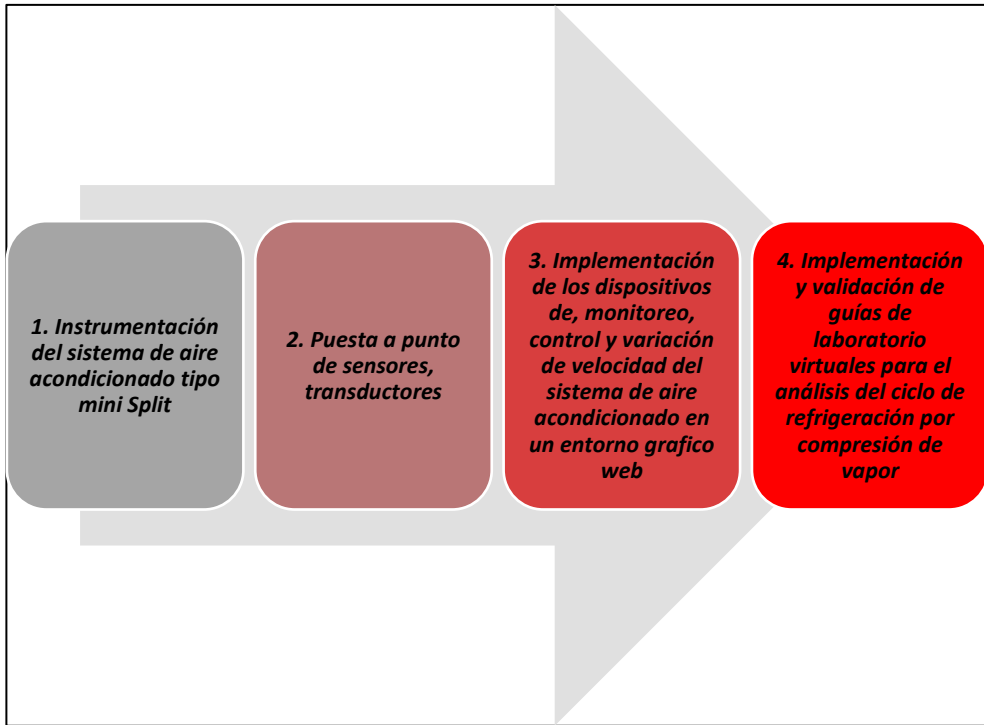 1. Instrumentación
del sistema de aire
acondicionado tipo
mini Split
2. Puesta a punto
de sensores,
transductores
3. Implementación
de los dispositivos
de, monitoreo,
control y variación
de velocidad del
sistema de aire
acondicionado en
un entorno grafico
web
4. Implementación
y validación de
guías de
laboratorio
virtuales para el
análisis del ciclo de
refrigeración por
compresión de
vapor